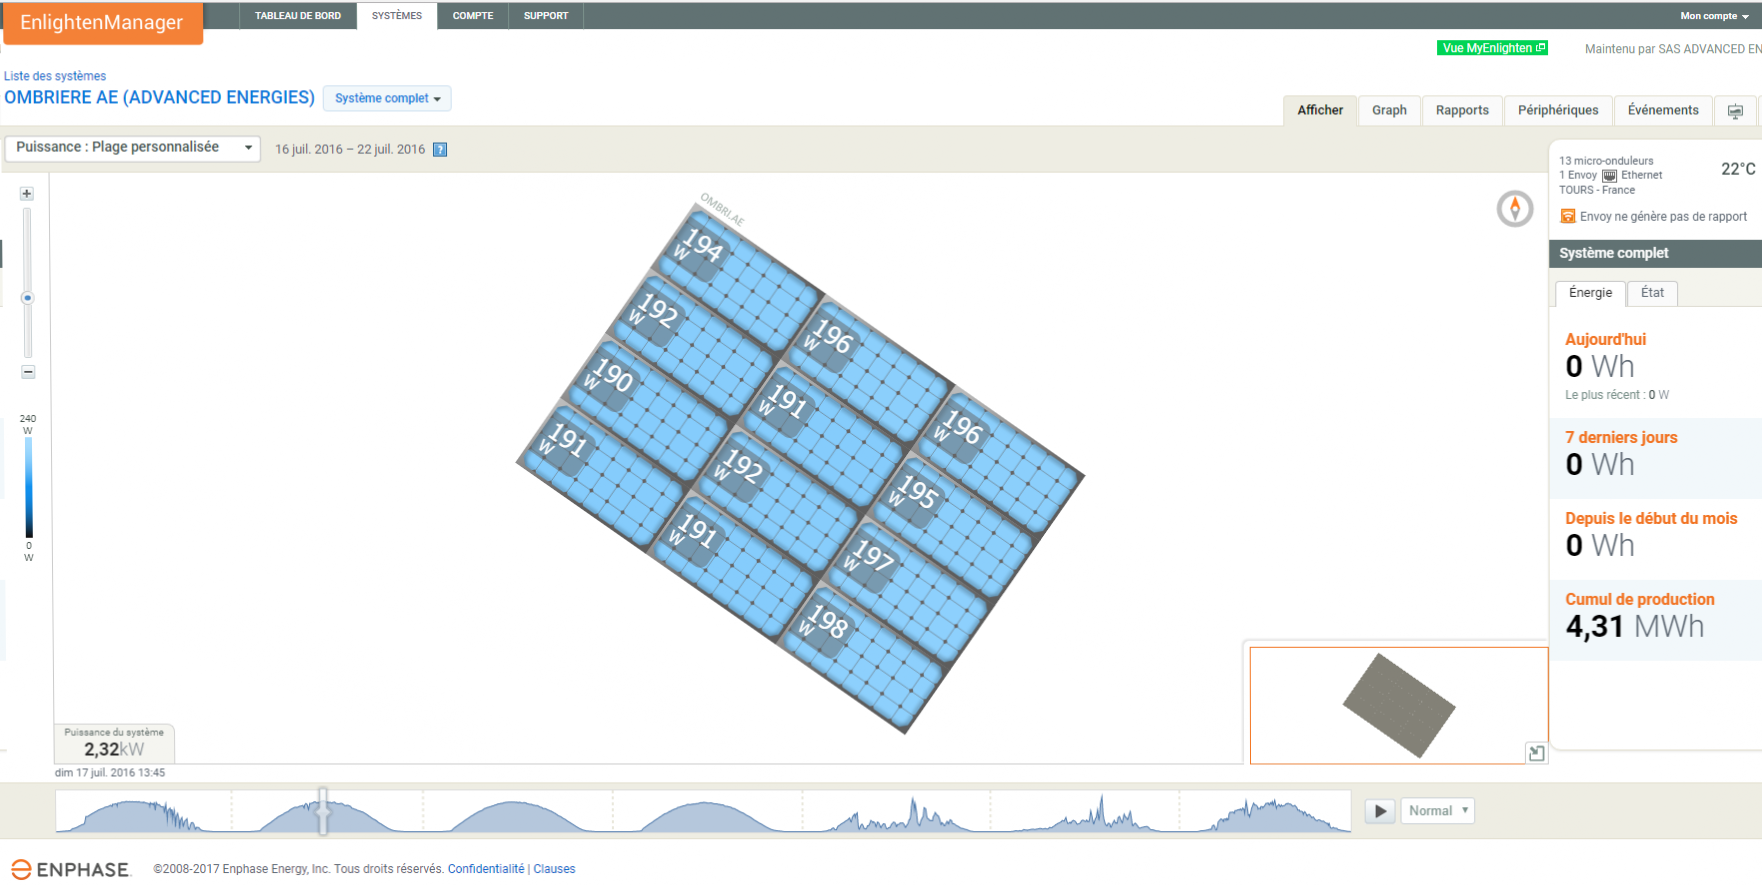 EnlightenManager
TABLEAU DE BORD
SYSTÈMES
COMPTE
SUPPORT
Mon compte
Vue MyEnlighten
Maintenu par SAS ADVANCED EN
Liste des systèmes
OMBRIERE AE (ADVANCED ENERGIES)
Système complet
Afficher
Graph
Rapports
Périphériques
Événements
Puissance : Plage personnalisée
16 juil. 2016 – 22 juil. 2016 ?
13 micro-onduleurs
1 Envoy Ethernet
TOURS - France
22°C
Envoy ne génère pas de rapport
Système complet
Énergie
État
Aujourd'hui
0 Wh
Le plus récent : 0 W
7 derniers jours
0 Wh
Depuis le début du mois
0 Wh
Cumul de production
4,31 MWh
+
−
240
W
0
W
OMBRI.AE
194
W
192
W
190
W
191
W
196
W
191
W
192
W
191
W
196
W
195
W
197
W
198
W
Puissance du système
2,32kW
dim 17 juil. 2016 13:45
Normal
ENPHASE.
©2008-2017 Enphase Energy, Inc. Tous droits réservés. Confidentialité | Clauses